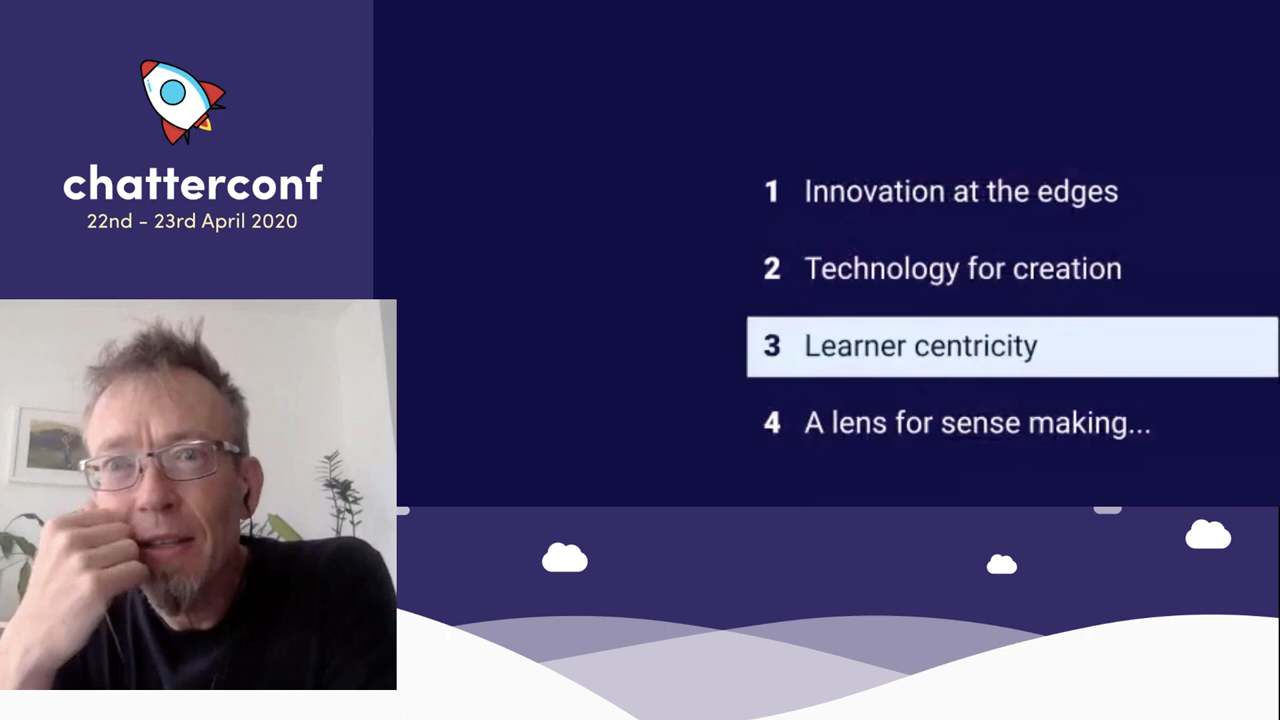 chatterconf
22nd - 23rd April 2020
1 Innovation at the edges
2 Technology for creation
3 Learner centricity
4 A lens for sense making...